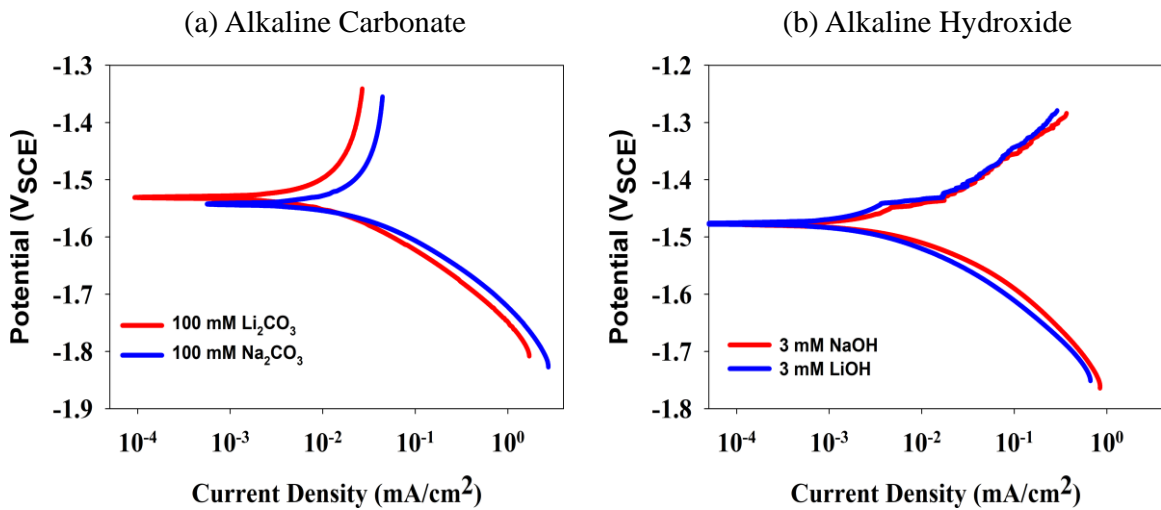 (a) Alkaline Carbonate
-1.3
-1.4
-1.5
-1.6
-1.7
-1.8
-1.9
Potential (V_SCE)
100 mM Li₂CO₃
100 mM Na₂CO₃
10⁻⁴ 10⁻³ 10⁻² 10⁻¹ 10⁰
Current Density (mA/cm²)
(b) Alkaline Hydroxide
-1.2
-1.3
-1.4
-1.5
-1.6
-1.7
-1.8
Potential (V_SCE)
3 mM NaOH
3 mM LiOH
10⁻⁴ 10⁻³ 10⁻² 10⁻¹ 10⁰
Current Density (mA/cm²)